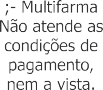 ;- Multifarma
Não atende as
condições de
pagamento,
nem a vista.